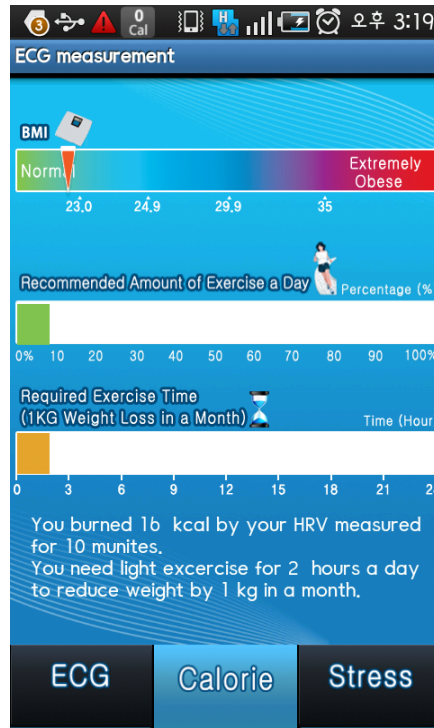 3
0
Cal
H
오후 3:19
ECG measurement
BMI
Normal
Extremely
Obese
23.0 24.9 29.9 35
Recommended Amount of Exercise a Day
Percentage (%
0% 10 20 30 40 50 60 70 80 90 100%
Required Exercise Time
(1KG Weight Loss in a Month)
Time (Hour
0 3 6 9 12 15 18 21 2
You burned 16 kcal by your HRV measured
for 10 munites.
You need light excercise for 2 hours a day
to reduce weight by 1 kg in a month.
ECG Calorie Stress